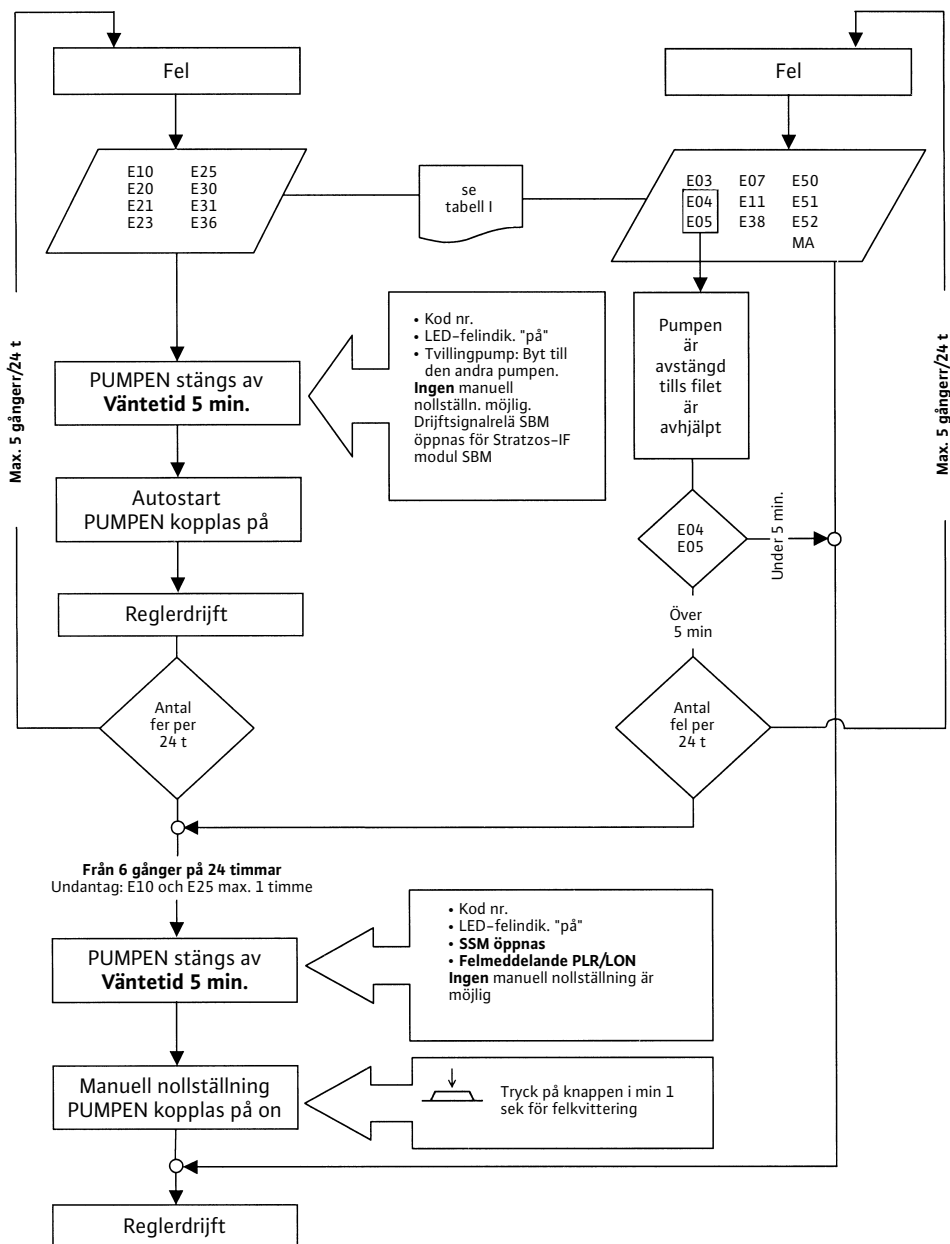 Fel
E10 E25
E20 E30
E21 E31
E23 E36
se
tabell I
Fel
E03 E07 E50
E04 E11 E51
E05 E38 E52
MA
Max. 5 gångerr/24 t
• Kod nr.
• LED-felindik. "på"
• Tvillingpump: Byt till
den andra pumpen.
Ingen manuell
nollställn. möjlig.
Drijftsignalrelä SBM
öppnas för Stratzos-IF
modul SBM
PUMPEN stängs av
Väntetid 5 min.
Autostart
PUMPEN kopplas på
Reglerdrijft
Antal
fer per
24 t
Pumpen
är
avstängd
tills filet
är
avhjälpt
E04
E05
Under 5 min.
Över
5 min
Antal
fel per
24 t
Max. 5 gångerr/24 t
Från 6 gånger på 24 timmar
Undantag: E10 och E25 max. 1 timme
PUMPEN stängs av
Väntetid 5 min.
• Kod nr.
• LED-felindik. "på"
• SSM öppnas
• Felmeddelande PLR/LON
Ingen manuell nollställning är
möjlig
Manuell nollställning
PUMPEN kopplas på on
Tryck på knappen i min 1
sek för felkvittering
Reglerdrijft